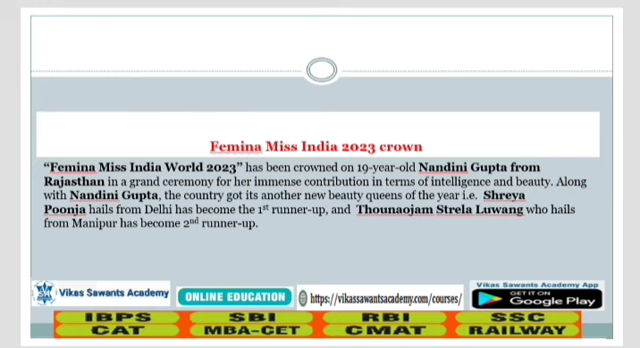 Femina Miss India 2023 crown
“Femina Miss India World 2023” has been crowned on 19-year-old Nandini Gupta from
Rajasthan in a grand ceremony for her immense contribution in terms of intelligence and beauty. Along
with Nandini Gupta, the country got its another new beauty queens of the year i.e. Shreya
Poonja hails from Delhi has become the 1st runner-up, and Thounaojam Strela Luwang who hails
from Manipur has become 2nd runner-up.
Vikas Sawants Academy
ONLINE EDUCATION
https://vikassawantsacademy.com/courses/
Vikas Sawants Academy App
GET IT ON
Google Play
IBPS SBI RBI SSC
CAT MBA-CET CMAT RAILWAY